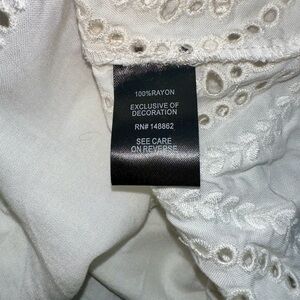 100%RAYON
EXCLUSIVE OF
DECORATION
RN# 148862
SEE CARE
ON REVERSE